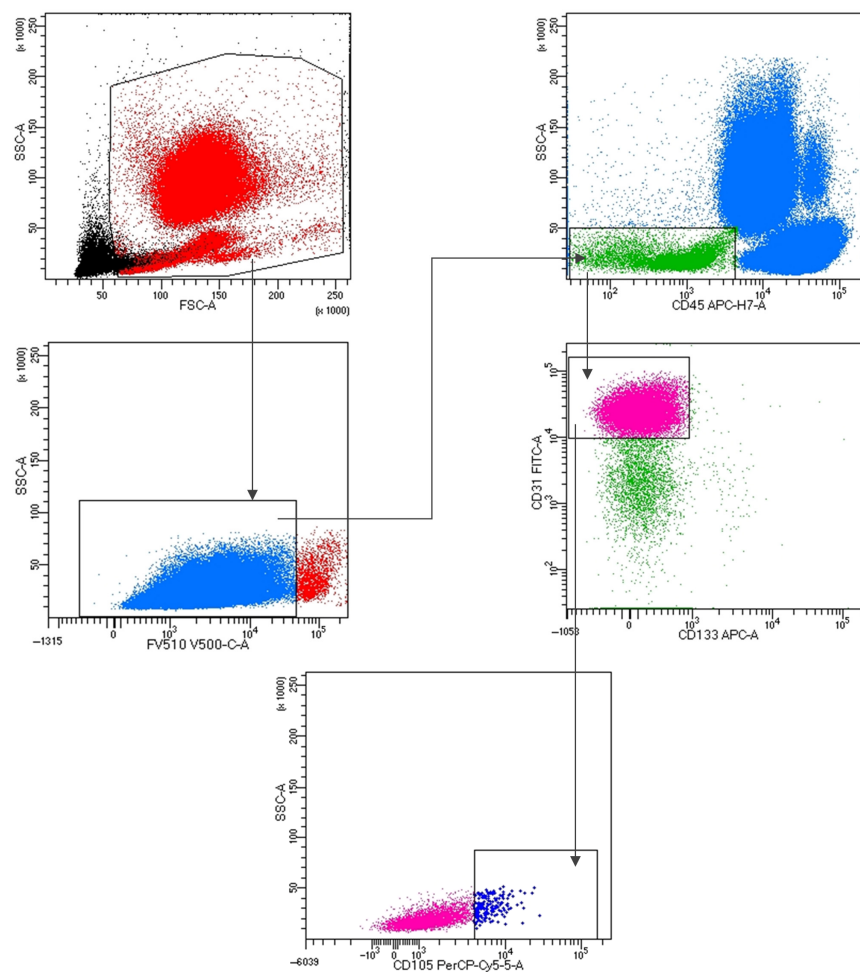 (x 1000)
250
200
150
100
50
SSC-A
50 100 150 200 250
FSC-A
(x 1000)
(x 1000)
250
200
150
100
50
SSC-A
10² 10³ 10⁴ 10⁵
CD45 APC-H7-A
(x 1000)
250
200
150
100
50
SSC-A
−1315 0 10⁴ 10⁵
FV510 V500-C-A
10⁵
10⁴
10³
10²
CD31 FITC-A
−1053 0 10³ 10⁴ 10⁵
CD133 APC-A
(x 1000)
250
200
150
100
50
SSC-A
−6039 −10³ 0 10³ 10⁴ 10⁵
CD105 PerCP-Cy5-5-A